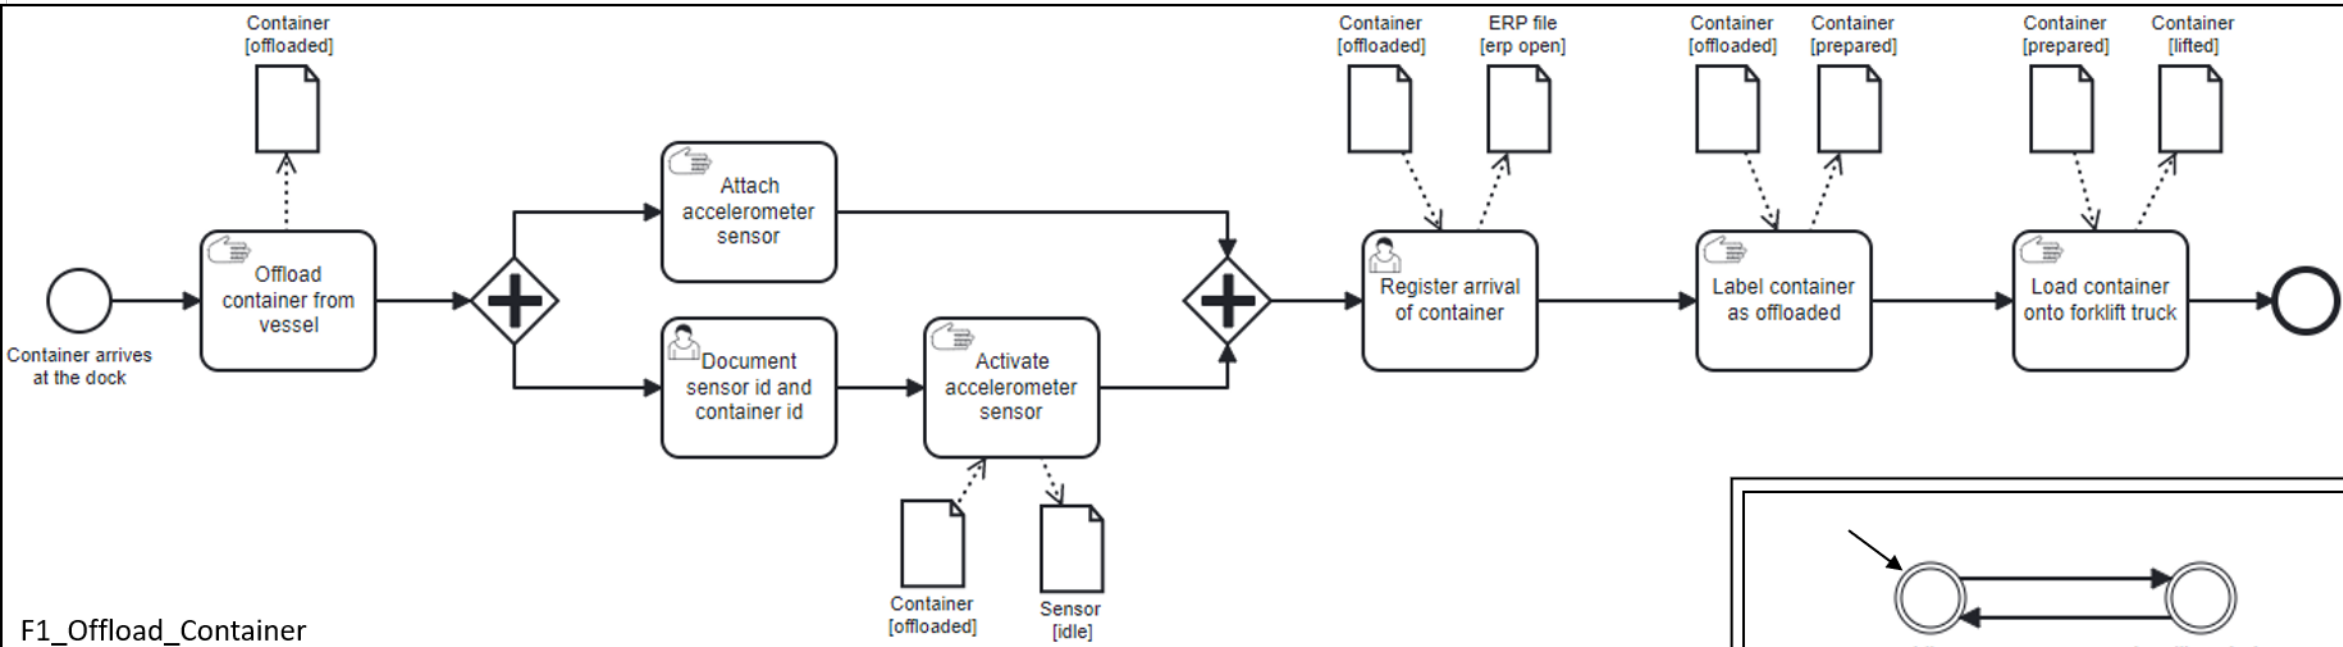 Container
[offloaded]
Container
[offloaded]
ERP file
[erp open]
Container
[offloaded]
Container
[prepared]
Container
[prepared]
Container
[lifted]
Attach
accelerometer
sensor
Offload
container from
vessel
Container arrives
at the dock
Document
sensor id and
container id
Activate
accelerometer
sensor
Register arrival
of container
Label container
as offloaded
Load container
onto forklift truck
Container
[offloaded]
Sensor
[idle]
F1_Offload_Container